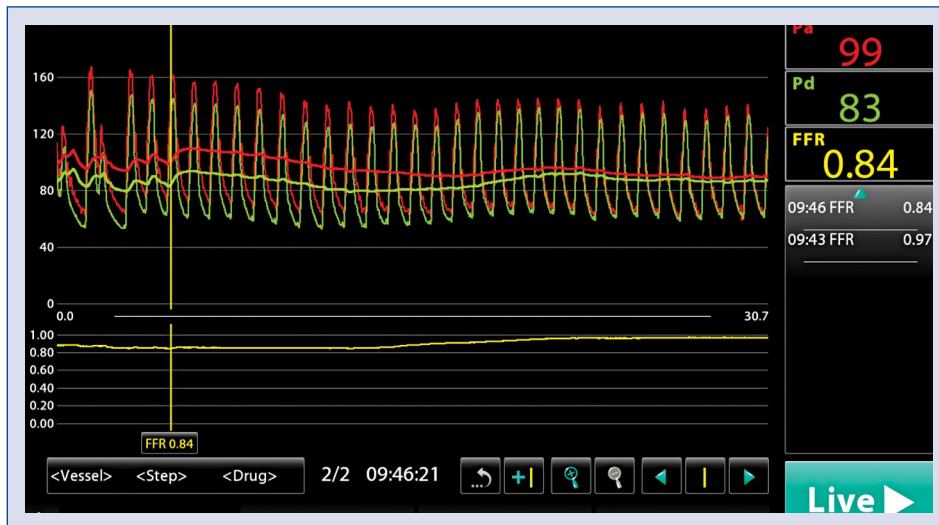 Pa
99
160
Pd
83
120
FFR
0.84
80
09:46 FFR 0.84
09:43 FFR 0.97
40
0
0.0 30.7
1.00
0.80
0.60
0.40
0.20
0.00
FFR 0.84
<Vessel> <Step> <Drug> 2/2 09:46:21
Live